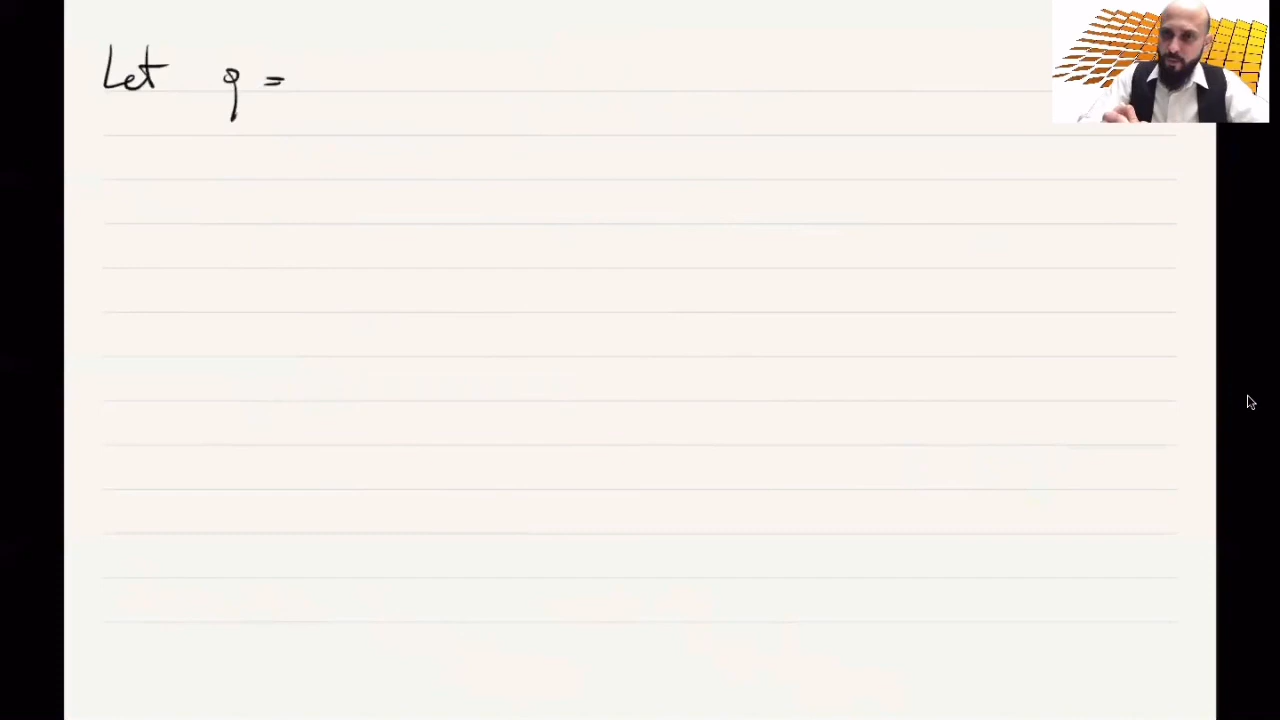 Let q =